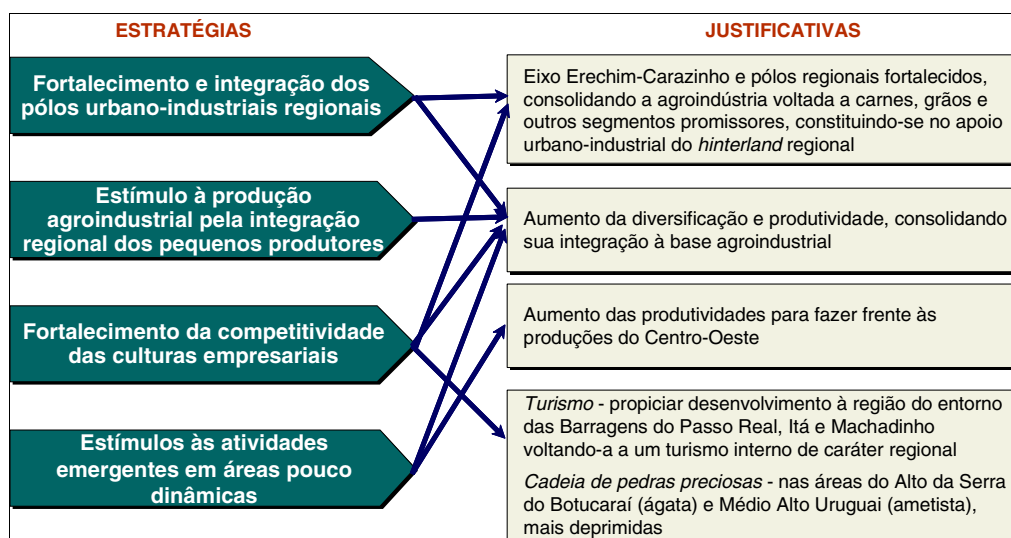 ESTRATÉGIAS
JUSTIFICATIVAS
Fortalecimento e integração dos
pólos urbano-industriais regionais
Eixo Erechim-Carazinho e pólos regionais fortalecidos,
consolidando a agroindústria voltada a carnes, grãos e
outros segmentos promissores, constituindo-se no apoio
urbano-industrial do hinterland regional
Estímulo à produção
agroindustrial pela integração
regional dos pequenos produtores
Aumento da diversificação e produtividade, consolidando
sua integração à base agroindustrial
Fortalecimento da competitividade
das culturas empresariais
Aumento das produtividades para fazer frente às
produções do Centro-Oeste
Estímulos às atividades
emergentes em áreas pouco
dinâmicas
Turismo - propiciar desenvolvimento à região do entorno
das Barragens do Passo Real, Itá e Machadinho
voltando-a a um turismo interno de caráter regional
Cadeia de pedras preciosas - nas áreas do Alto da Serra
do Botucaraí (ágata) e Médio Alto Uruguai (ametista),
mais deprimidas